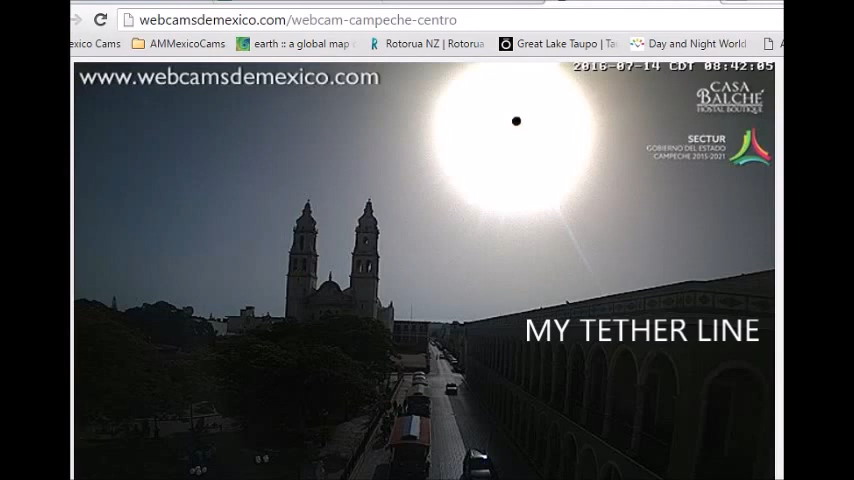 webcamsdemexico.com/webcam-campeche-centro
exico Cams AMMexicoCams earth :: a global map Rotorua NZ | Rotorua Great Lake Taupo | Ta Day and Night World A
www.webcamsdemexico.com
2016-07-14 CDT 08:42:05
CASA
BALCHÉ
HOSTAL BOUTIQUE
SECTUR
GOBIERNO DEL ESTADO
CAMPECHE 2015-2021
MY TETHER LINE